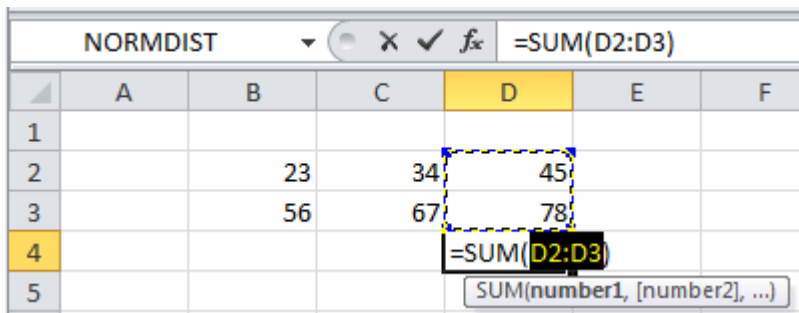 NORMDIST fx =SUM(D2:D3)
A B C D E F
1
2 23 34 45
3 56 67 78
4 =SUM(D2:D3)
5 SUM(number1, [number2], ...)